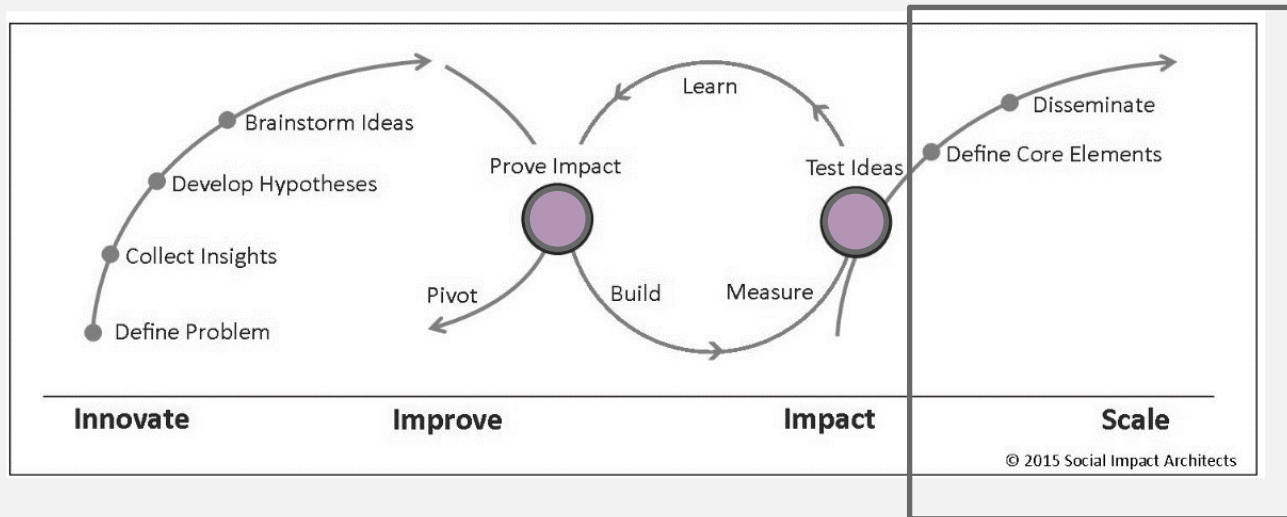 Brainstorm Ideas
Develop Hypotheses
Collect Insights
Define Problem
Prove Impact
Pivot
Build
Learn
Measure
Test Ideas
Disseminate
Define Core Elements
Innovate
Improve
Impact
Scale
© 2015 Social Impact Architects